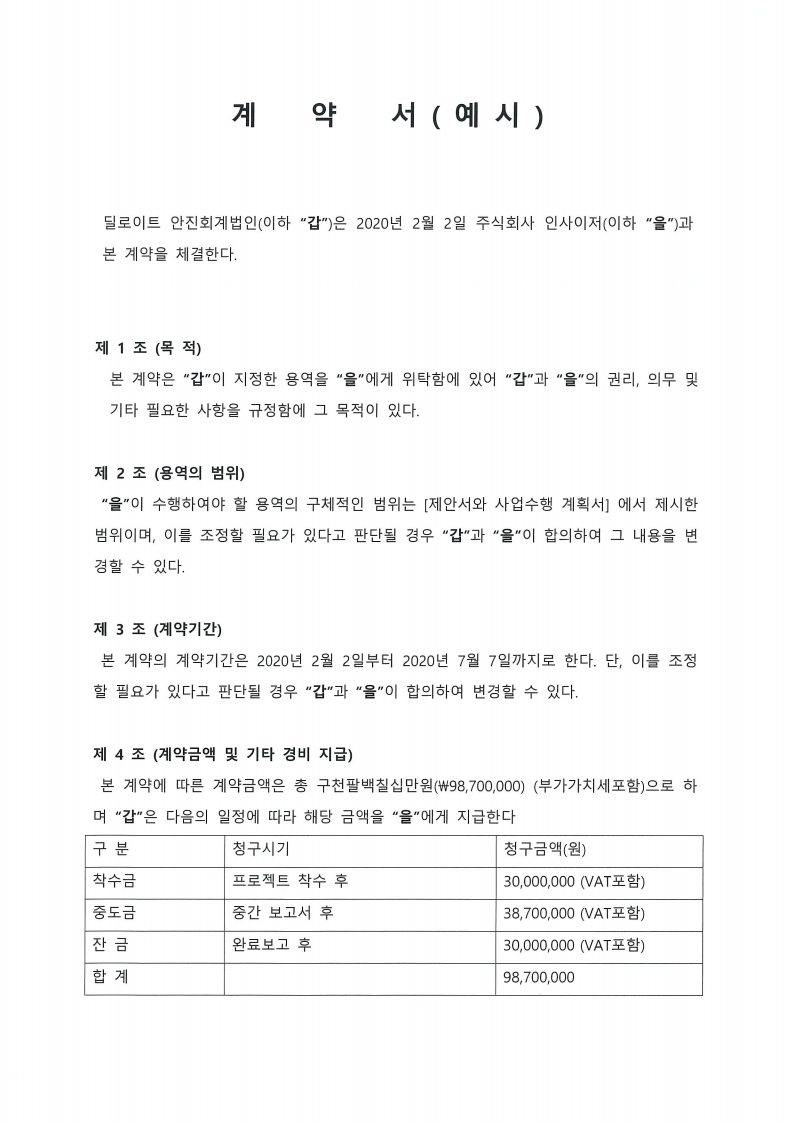 계 약 서 ( 예 시 )
딜로이트 안진회계법인(이하 “갑”)은 2020년 2월 2일 주식회사 인사이저(이하 “을”)과
본 계약을 체결한다.
제 1 조 (목 적)
본 계약은 “갑”이 지정한 용역을 “을”에게 위탁함에 있어 “갑”과 “을”의 권리, 의무 및
기타 필요한 사항을 규정함에 그 목적이 있다.
제 2 조 (용역의 범위)
“을”이 수행하여야 할 용역의 구체적인 범위는 [제안서와 사업수행 계획서] 에서 제시한
범위이며, 이를 조정할 필요가 있다고 판단될 경우 “갑”과 “을”이 합의하여 그 내용을 변
경할 수 있다.
제 3 조 (계약기간)
본 계약의 계약기간은 2020년 2월 2일부터 2020년 7월 7일까지로 한다. 단, 이를 조정
할 필요가 있다고 판단될 경우 “갑”과 “을”이 합의하여 변경할 수 있다.
제 4 조 (계약금액 및 기타 경비 지급)
본 계약에 따른 계약금액은 총 구천팔백칠십만원(₩98,700,000) (부가가치세포함)으로 하
며 “갑”은 다음의 일정에 따라 해당 금액을 “을”에게 지급한다
구 분 청구시기 청구금액(원)
착수금 프로젝트 착수 후 30,000,000 (VAT포함)
중도금 중간 보고서 후 38,700,000 (VAT포함)
잔 금 완료보고 후 30,000,000 (VAT포함)
합 계 98,700,000